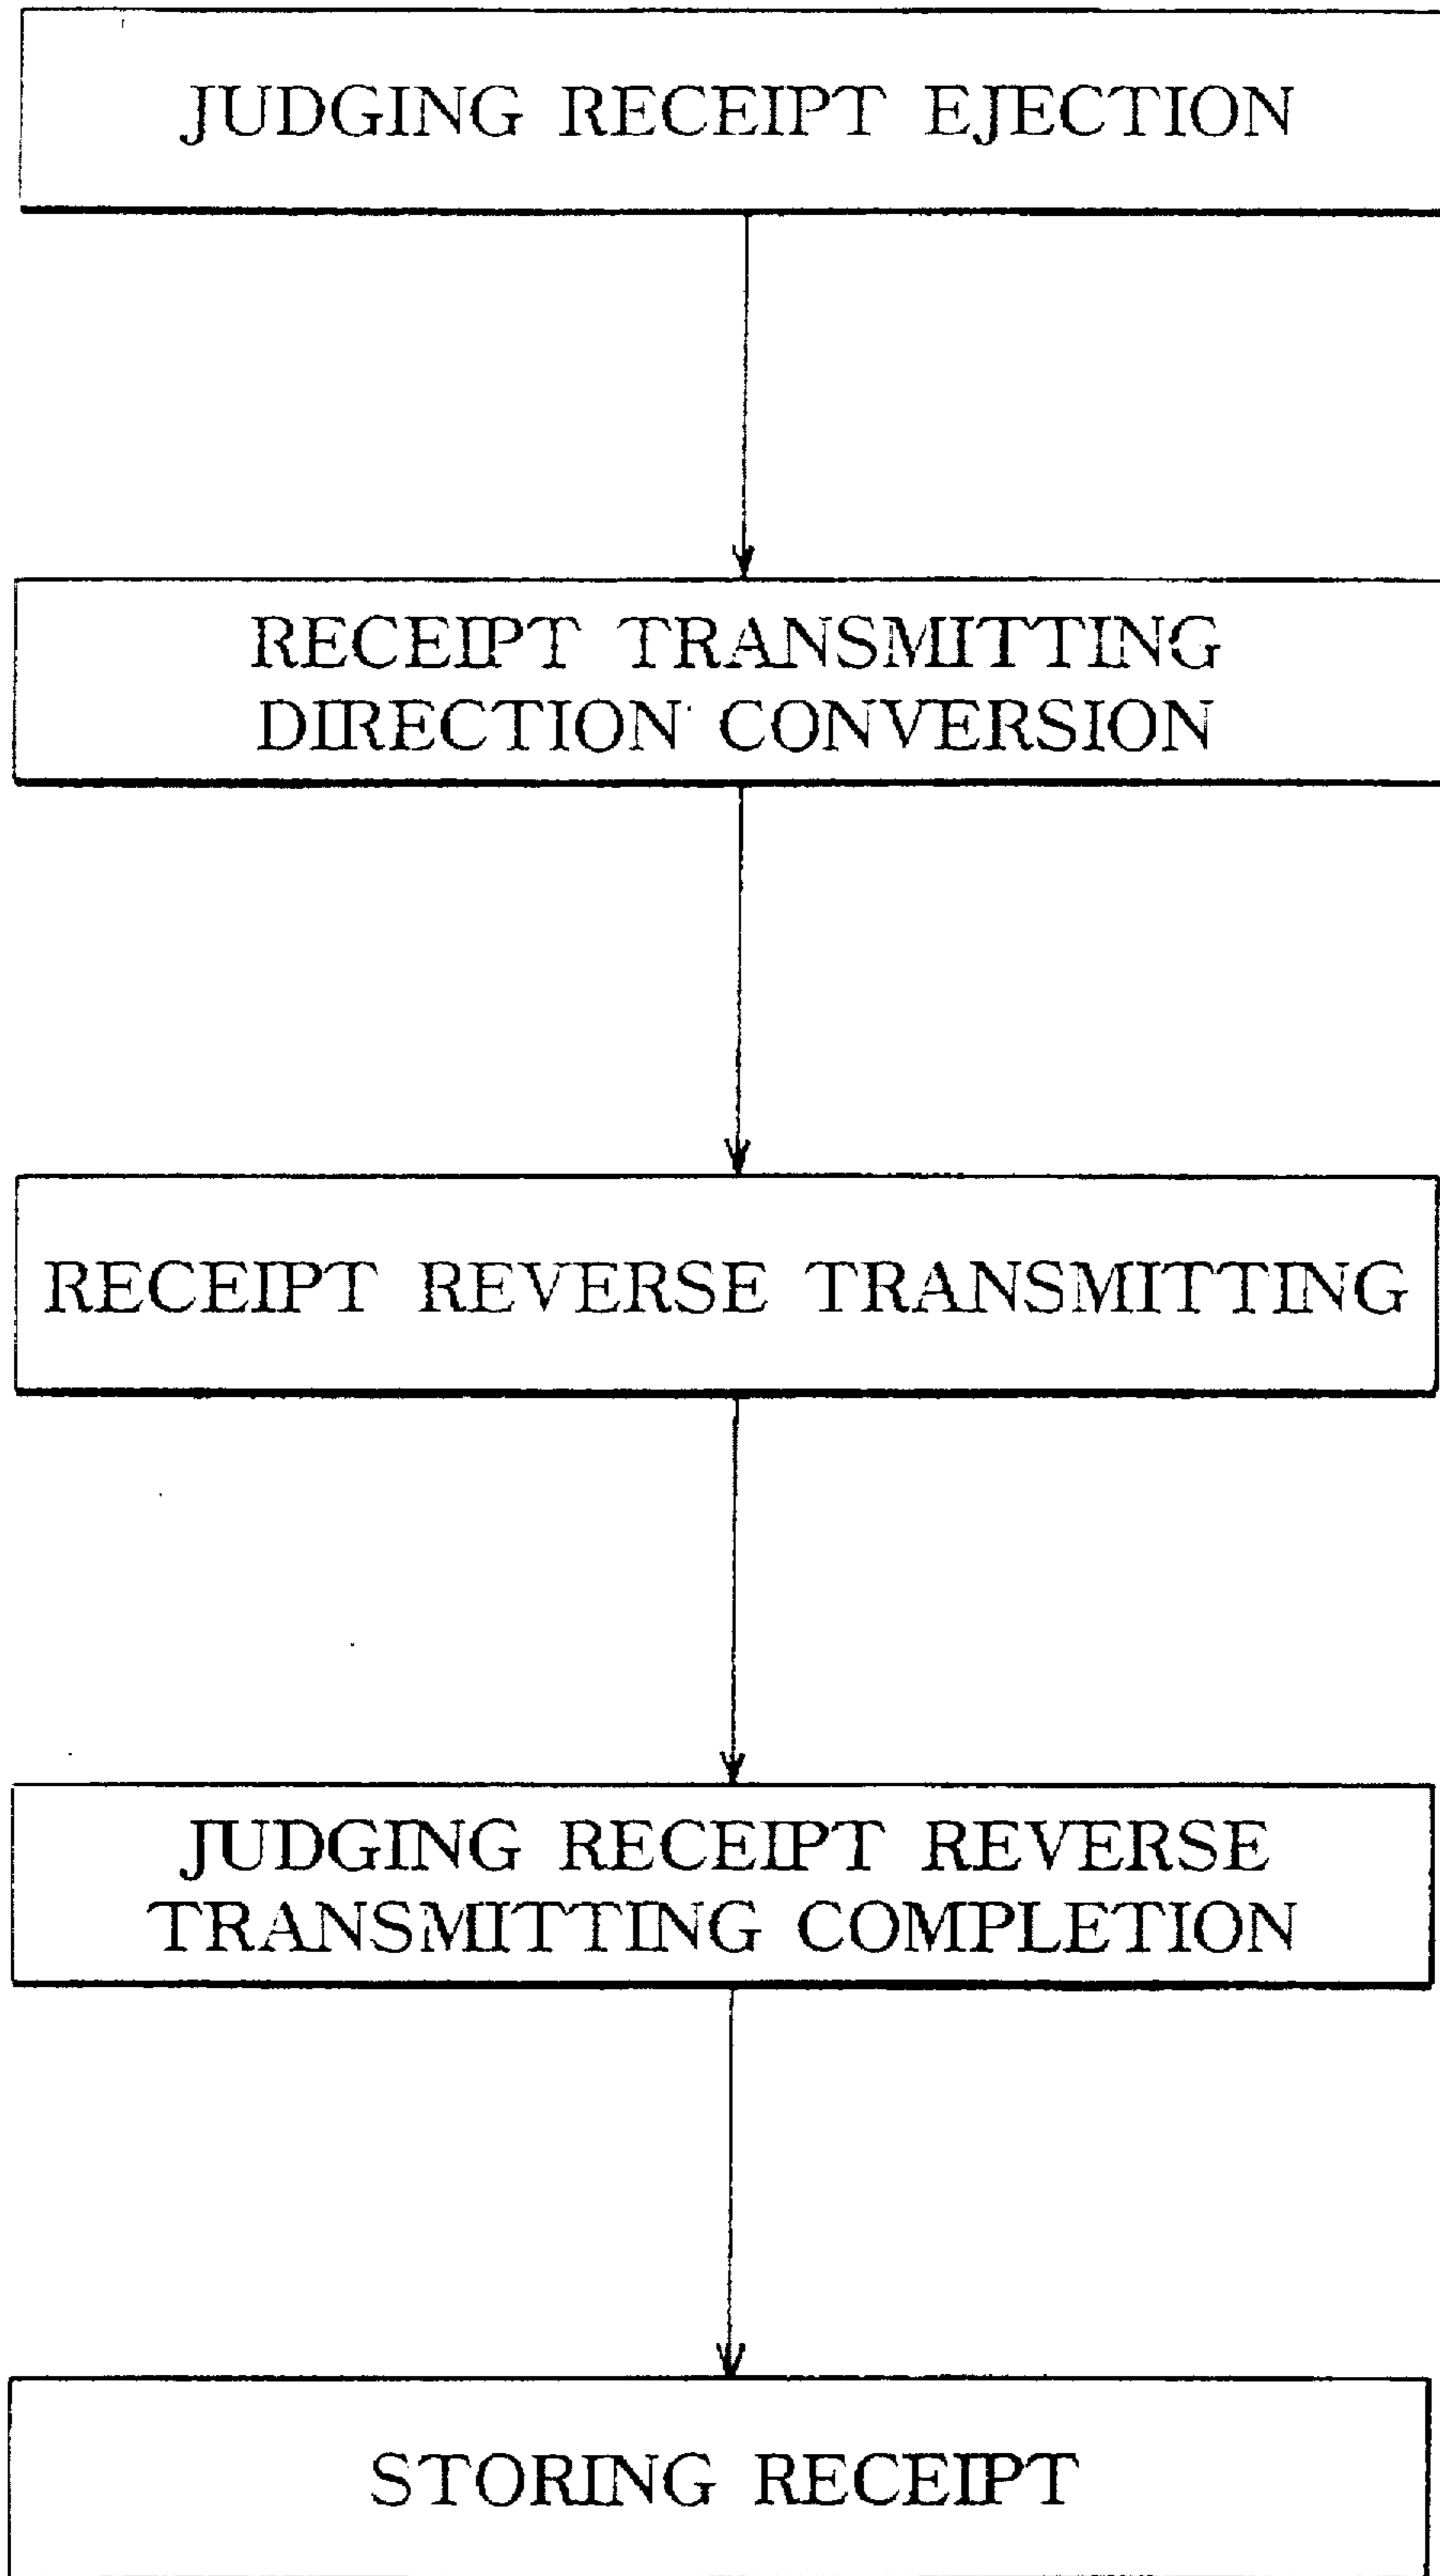 JUDGING RECEIPT EJECTION
RECEIPT TRANSMITTING
DIRECTION CONVERSION
RECEIPT REVERSE TRANSMITTING
JUDGING RECEIPT REVERSE
TRANSMITTING COMPLETION
STORING RECEIPT